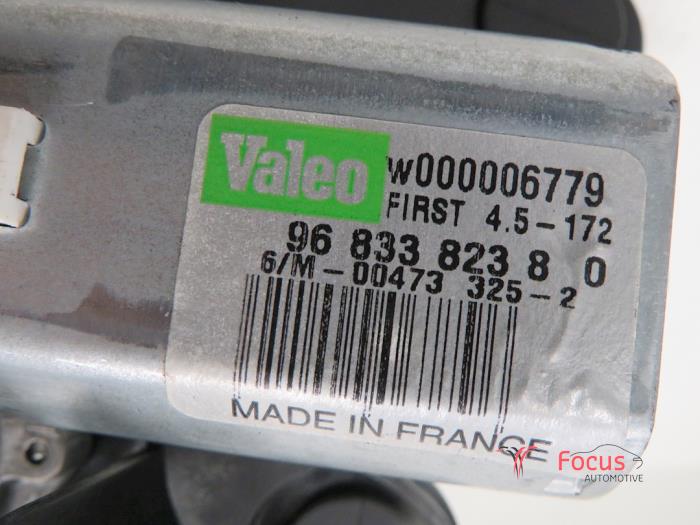 Valeo
w000006779
FIRST 4.5-172
96 833 823 8 0
6/M-00473 325-2
MADE IN FRANCE
Focus
AUTOMOTIVE